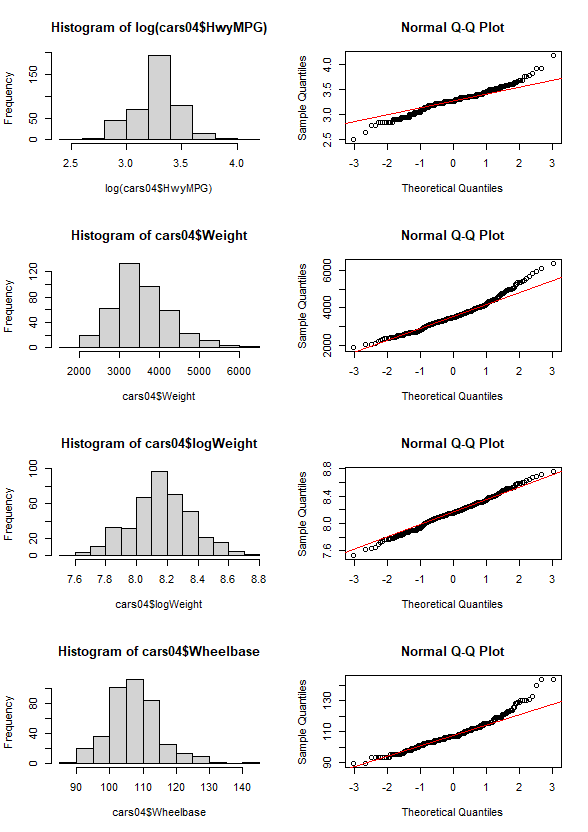 Histogram of log(cars04$HwyMPG)
Frequency
0 50 150
2.5 3.0 3.5 4.0
log(cars04$HwyMPG)
Normal Q-Q Plot
Sample Quantiles
2.5 3.0 3.5 4.0
-3 -2 -1 0 1 2 3
Theoretical Quantiles
Histogram of cars04$Weight
Frequency
0 40 80 120
2000 3000 4000 5000 6000
cars04$Weight
Normal Q-Q Plot
Sample Quantiles
2000 4000 6000
-3 -2 -1 0 1 2 3
Theoretical Quantiles
Histogram of cars04$logWeight
Frequency
0 20 60 100
7.6 7.8 8.0 8.2 8.4 8.6 8.8
cars04$logWeight
Normal Q-Q Plot
Sample Quantiles
7.6 8.0 8.4 8.8
-3 -2 -1 0 1 2 3
Theoretical Quantiles
Histogram of cars04$Wheelbase
Frequency
0 40 80
90 100 110 120 130 140
cars04$Wheelbase
Normal Q-Q Plot
Sample Quantiles
90 110 130
-3 -2 -1 0 1 2 3
Theoretical Quantiles